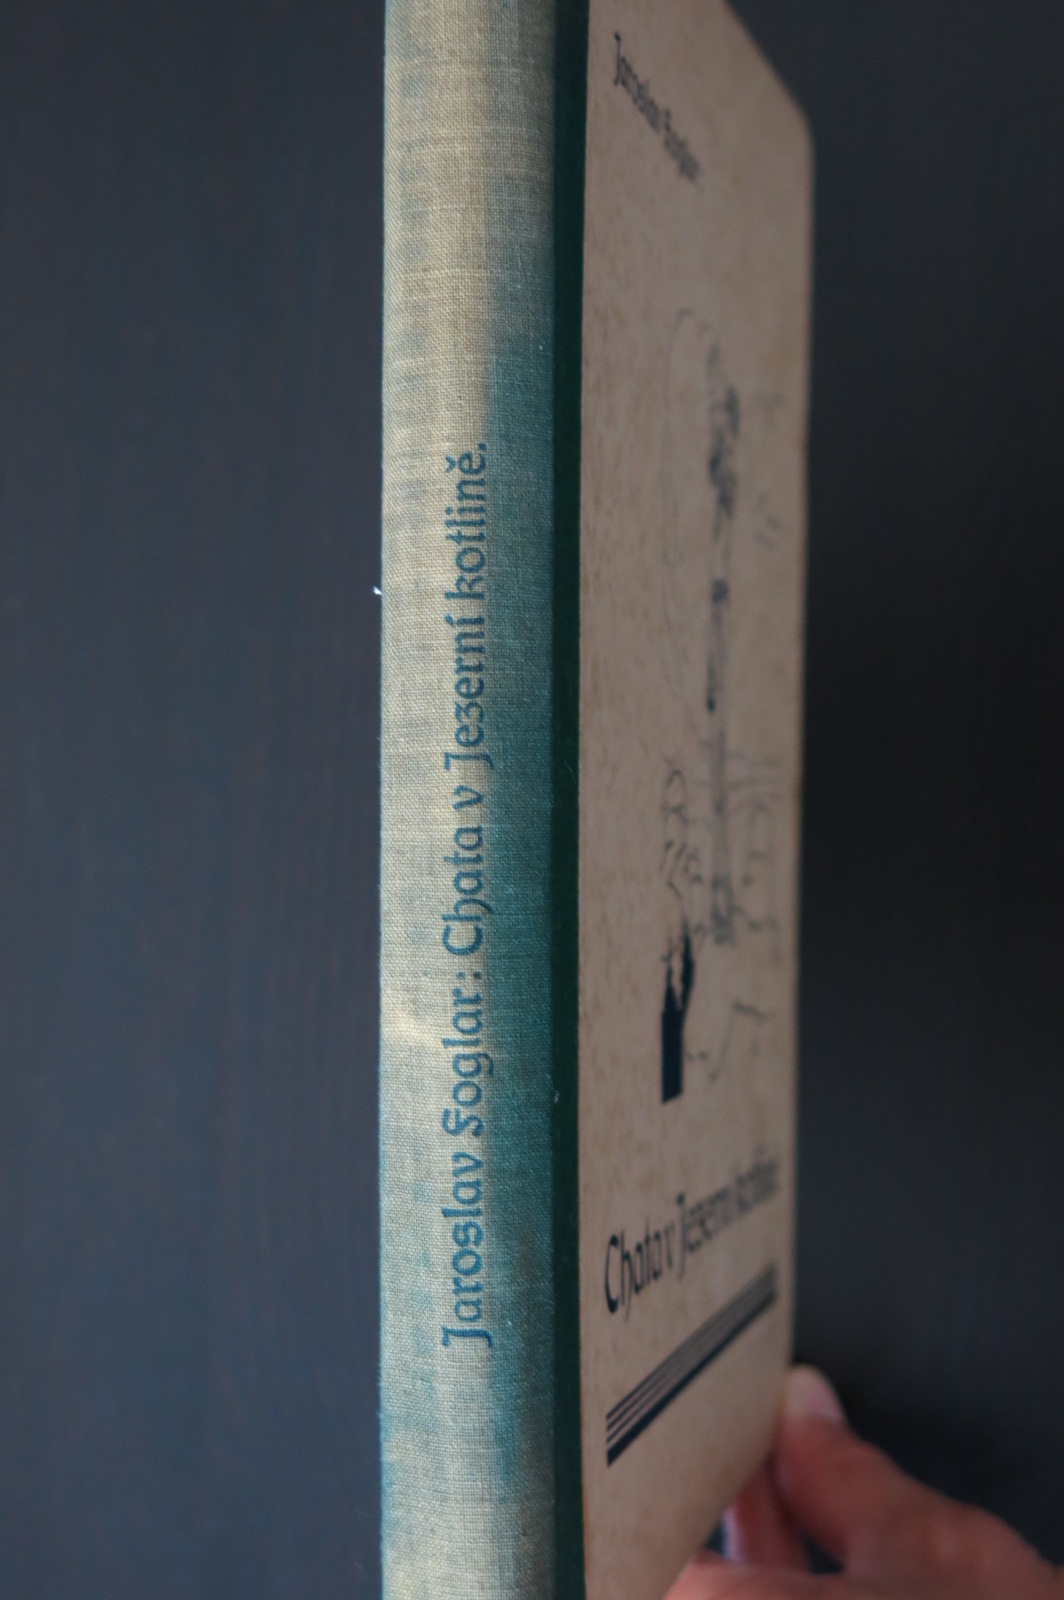 Jaroslav Foglar: Chata v Jezerní kotlině.
Jaroslav Foglar
Chata v Jezerní kotlině